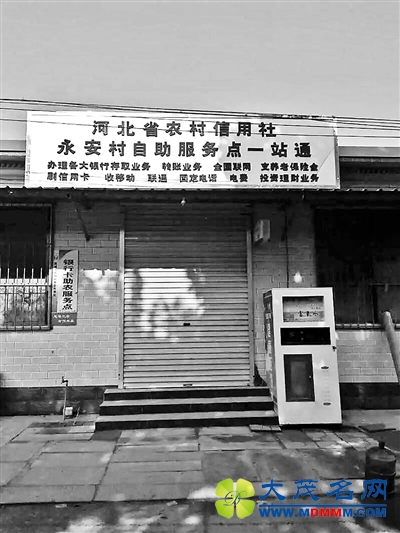 河北省农村信用社
永安村自助服务点一站通
办理各大银行存取业务 转账业务 全国联网 支养老保险金
刷信用卡 收移动 联通 固定电话 电费 投资理财业务
银行卡助农服务点
大茂名网
WWW.MDMMM.COM